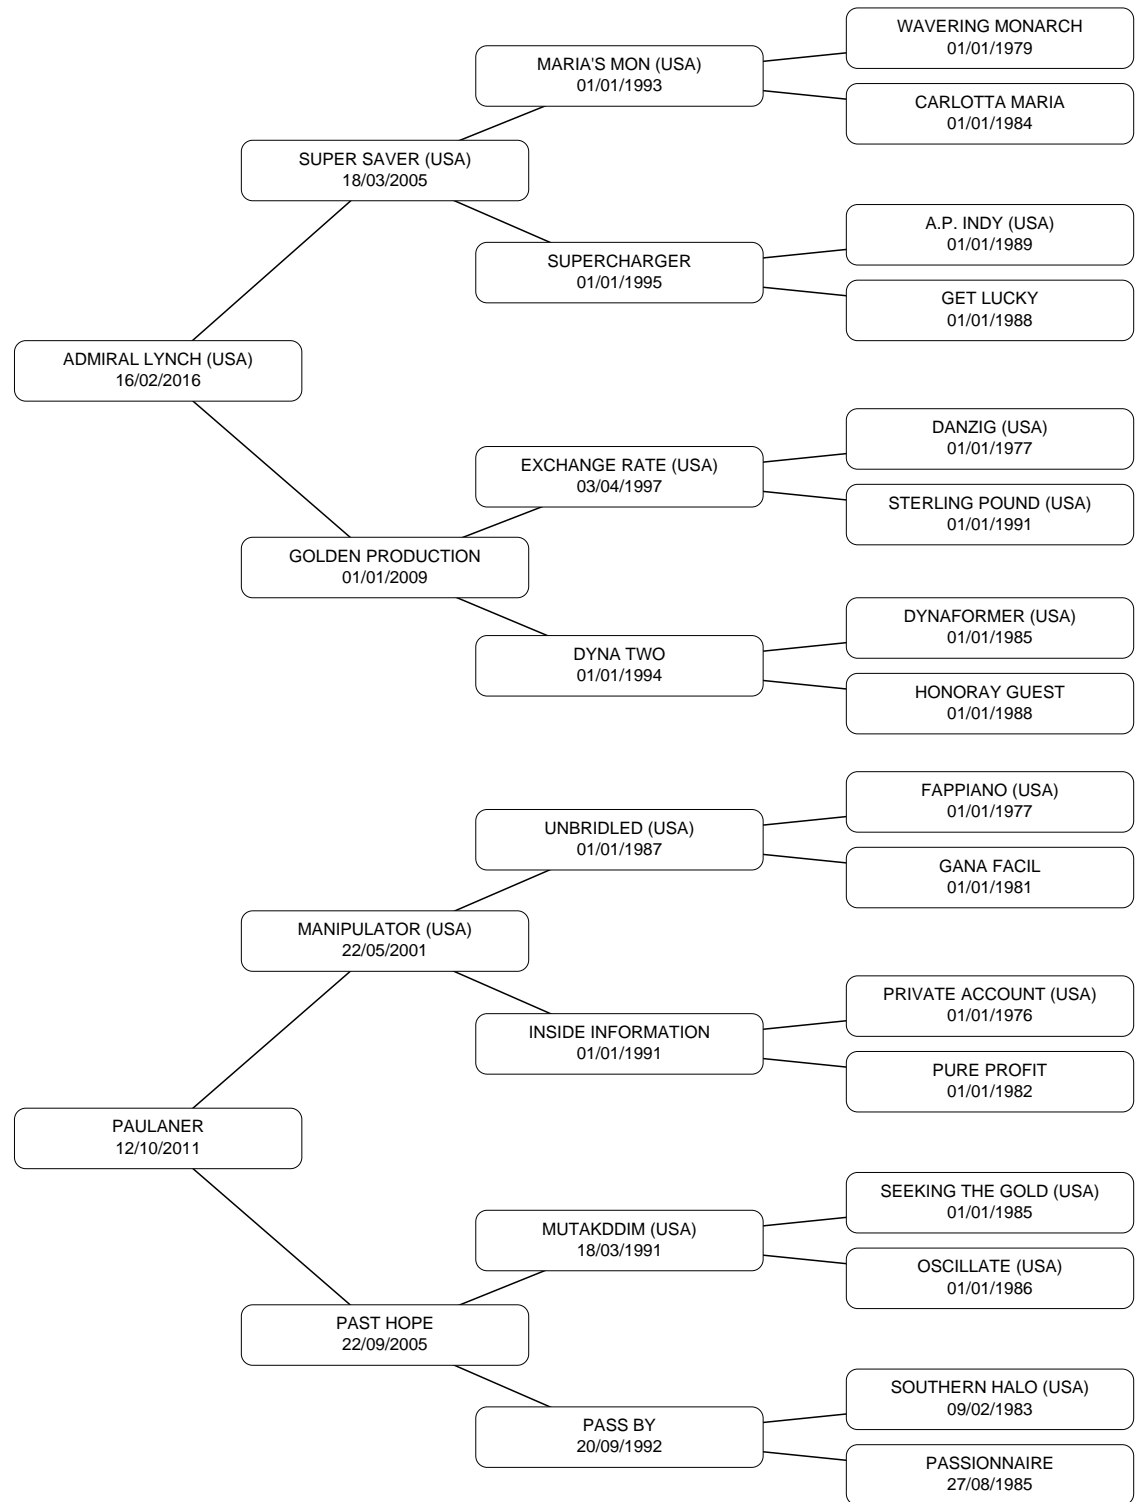 WAVERING MONARCH
01/01/1979
MARIA'S MON (USA)
01/01/1993
CARLOTTA MARIA
01/01/1984
SUPER SAVER (USA)
18/03/2005
A.P. INDY (USA)
01/01/1989
SUPERCHARGER
01/01/1995
GET LUCKY
01/01/1988
ADMIRAL LYNCH (USA)
16/02/2016
DANZIG (USA)
01/01/1977
EXCHANGE RATE (USA)
03/04/1997
STERLING POUND (USA)
01/01/1991
GOLDEN PRODUCTION
01/01/2009
DYNAFORMER (USA)
01/01/1985
DYNA TWO
01/01/1994
HONORAY GUEST
01/01/1988
FAPPIANO (USA)
01/01/1977
UNBRIDLED (USA)
01/01/1987
GANA FACIL
01/01/1981
MANIPULATOR (USA)
22/05/2001
PRIVATE ACCOUNT (USA)
01/01/1976
INSIDE INFORMATION
01/01/1991
PURE PROFIT
01/01/1982
PAULANER
12/10/2011
SEEKING THE GOLD (USA)
01/01/1985
MUTAKDDIM (USA)
18/03/1991
OSCILLATE (USA)
01/01/1986
PAST HOPE
22/09/2005
SOUTHERN HALO (USA)
09/02/1983
PASS BY
20/09/1992
PASSIONNAIRE
27/08/1985